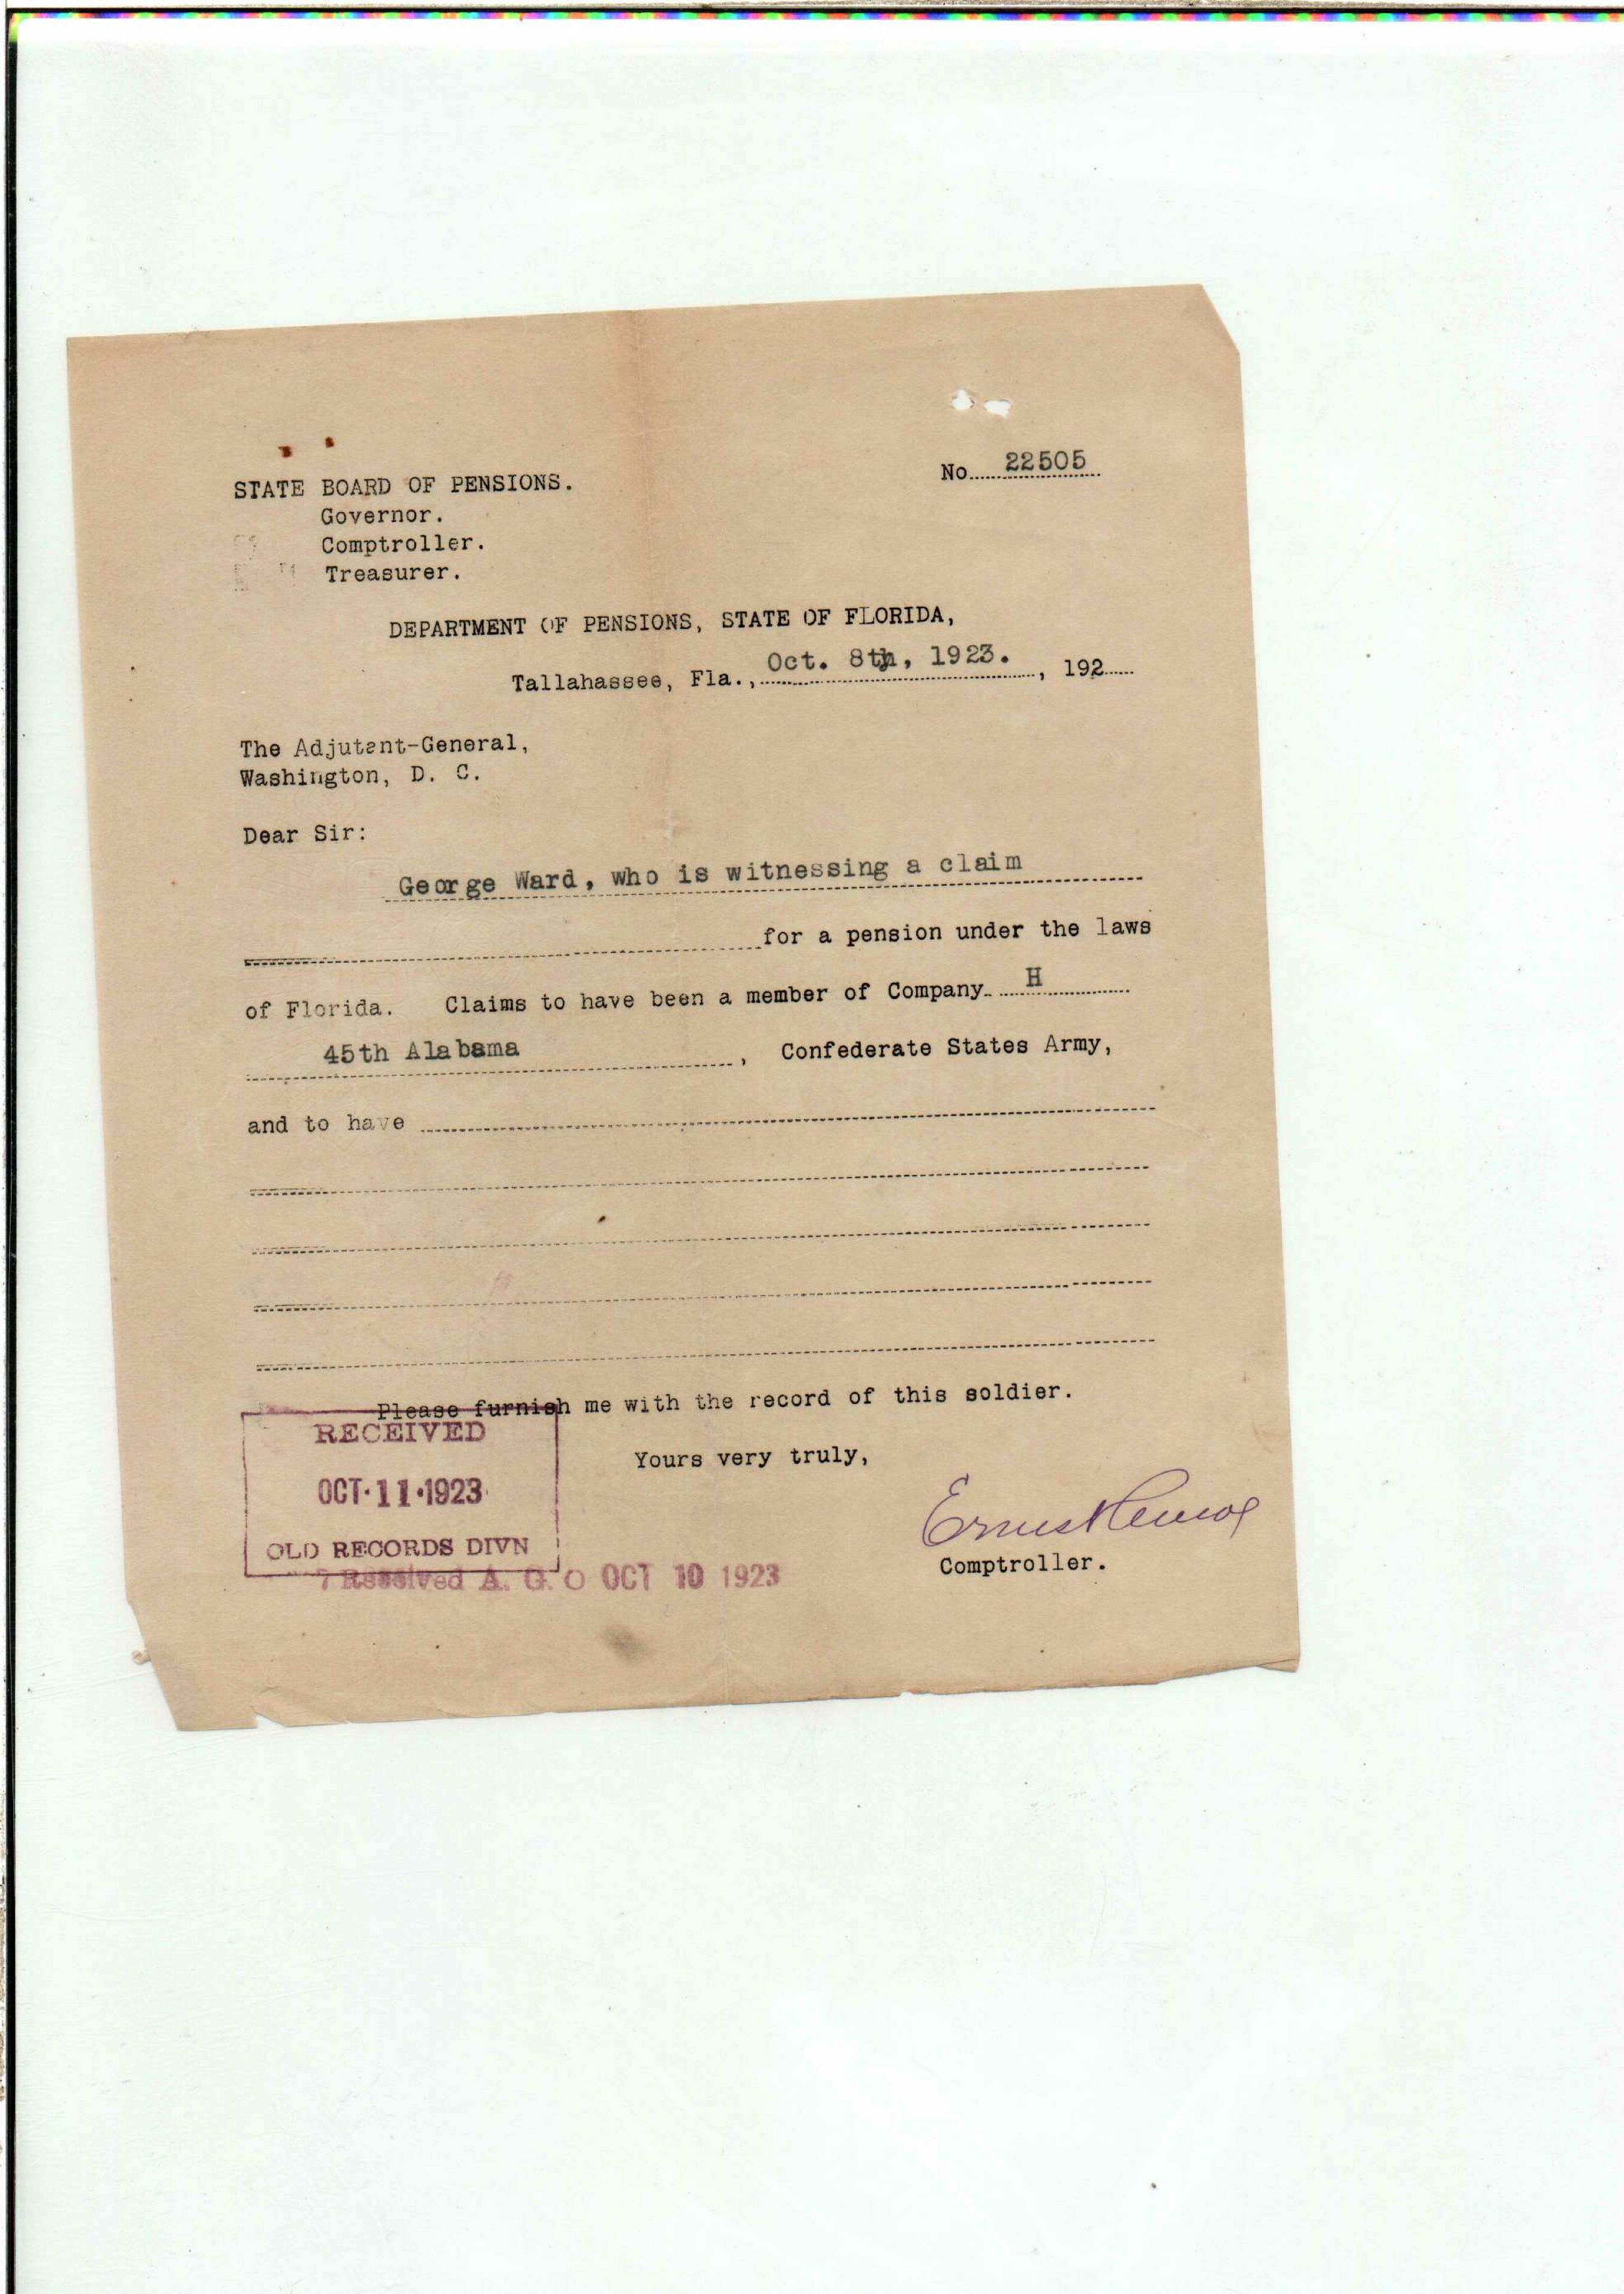 No. 22505
STATE BOARD OF PENSIONS.
Governor.
Comptroller.
Treasurer.
DEPARTMENT OF PENSIONS, STATE OF FLORIDA,
Tallahassee, Fla., Oct. 8th, 1923. , 192
The Adjutant-General,
Washington, D. C.
Dear Sir:
George Ward, who is witnessing a claim
for a pension under the laws
of Florida. Claims to have been a member of Company H
45th Alabama , Confederate States Army,
and to have
Please furnish me with the record of this soldier.
Yours very truly,
Ernest Amos
Comptroller.
RECEIVED
OCT·11·1923
OLD RECORDS DIVN
7 Received A. G. O OCT 10 1923